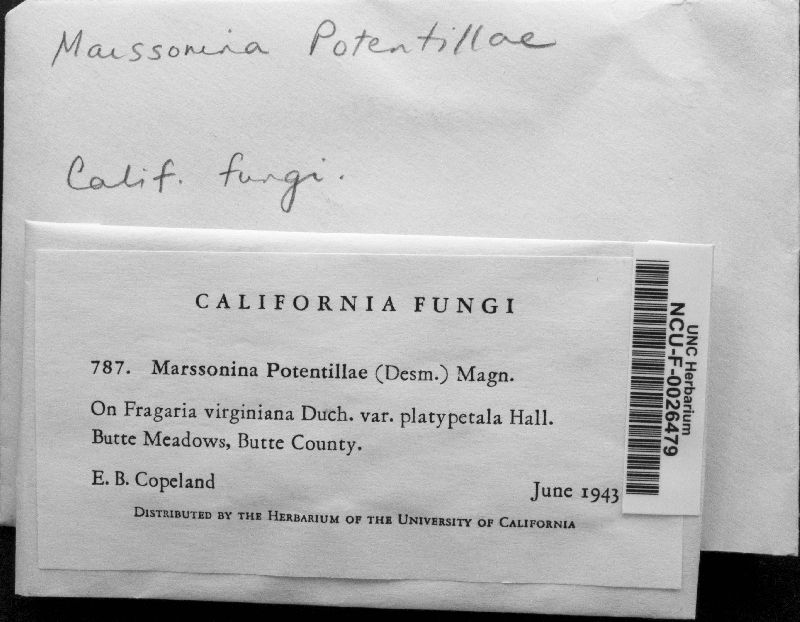 Marssonina Potentillae
Calif. fungi.
CALIFORNIA FUNGI
787. Marssonina Potentillae (Desm.) Magn.
On Fragaria virginiana Duch. var. platypetala Hall.
Butte Meadows, Butte County.
E. B. Copeland June 1943
DISTRIBUTED BY THE HERBARIUM OF THE UNIVERSITY OF CALIFORNIA
UNC Herbarium
NCU-F-0026479